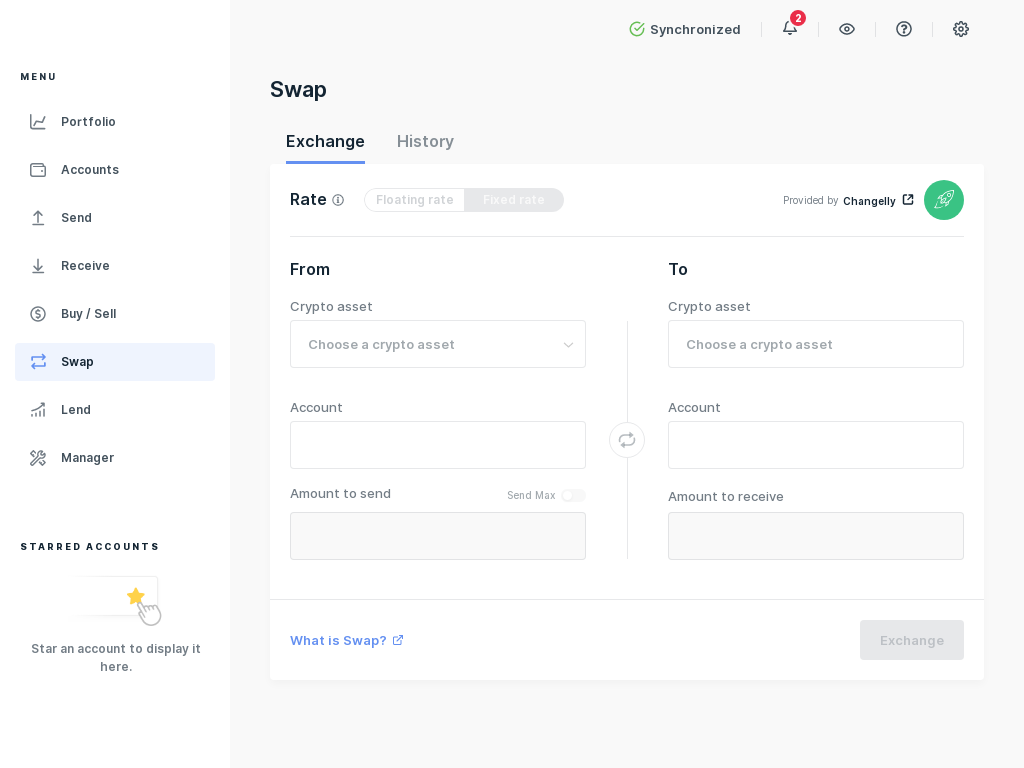 Synchronized
2
MENU
Portfolio
Accounts
Send
Receive
Buy / Sell
Swap
Lend
Manager
STARRED ACCOUNTS
Star an account to display it
here.
Swap
Exchange History
Rate Floating rate Fixed rate Provided by Changelly
From To
Crypto asset Crypto asset
Choose a crypto asset Choose a crypto asset
Account Account
Amount to send Send Max Amount to receive
What is Swap? Exchange